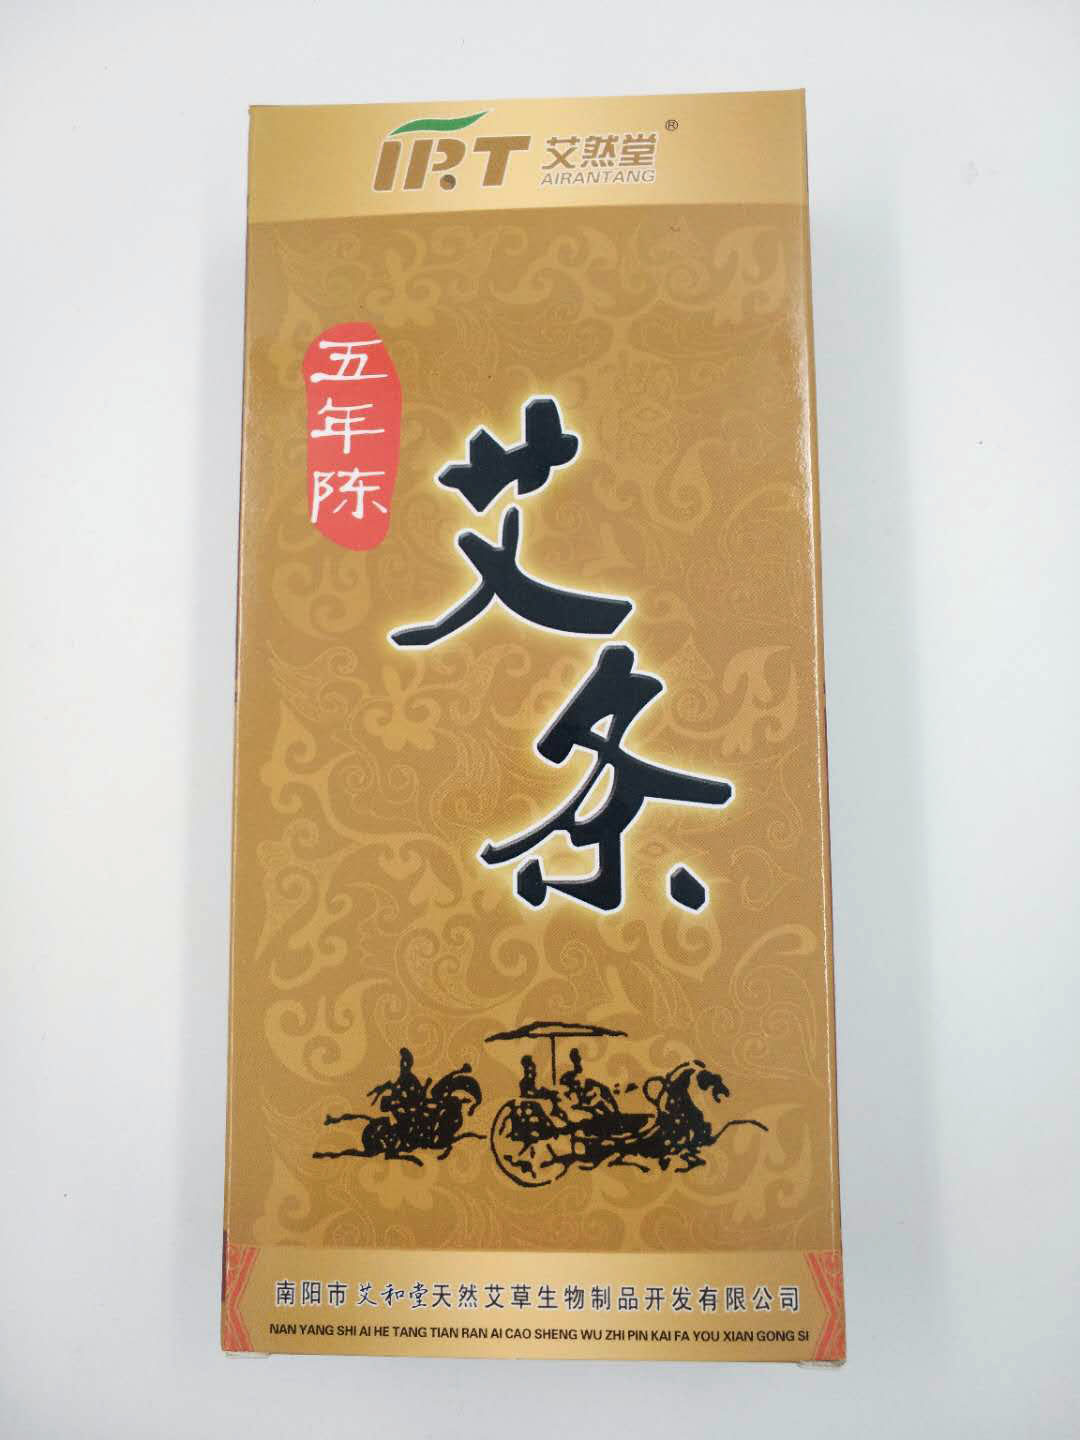 IRT 艾然堂®
AIRANTANG
五年陈
艾条
南阳市艾和堂天然艾草生物制品开发有限公司
NAN YANG SHI AI HE TANG TIAN RAN AI CAO SHENG WU ZHI PIN KAI FA YOU XIAN GONG SI